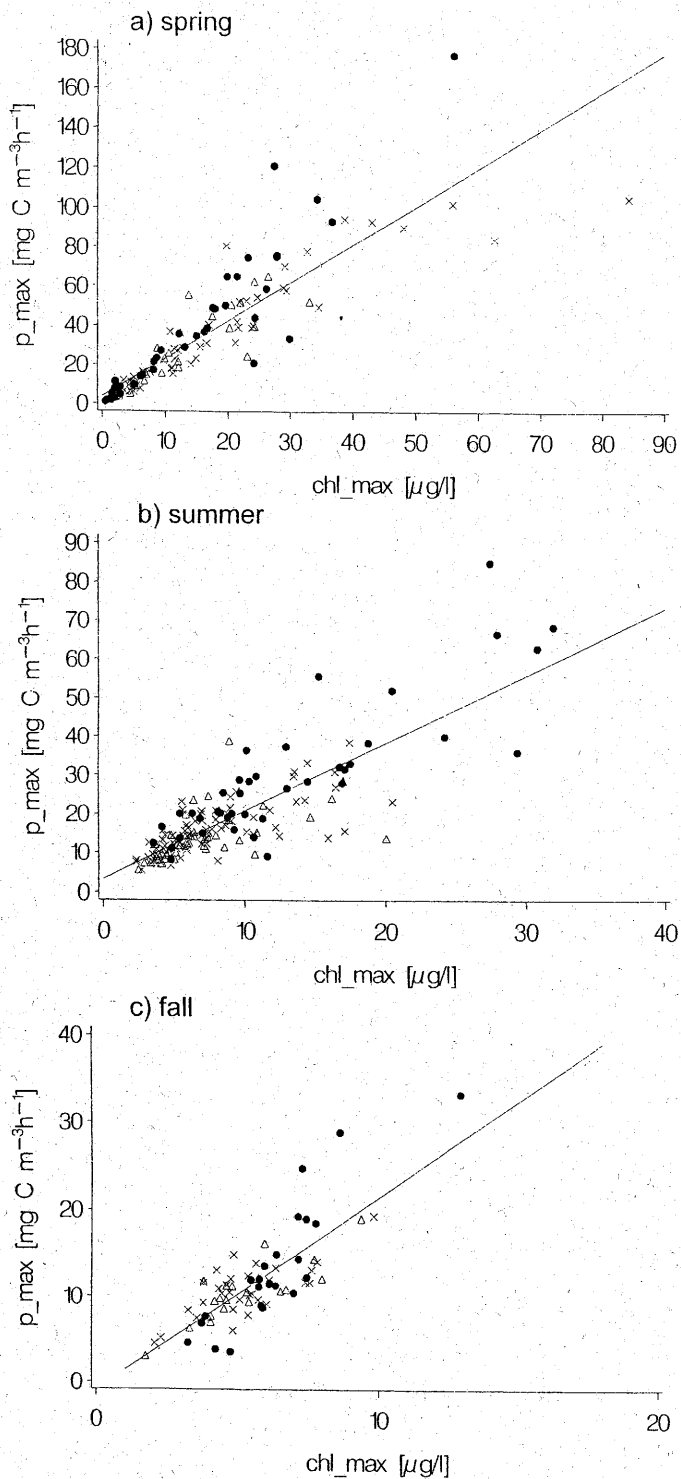 a) spring
180
160
140
120
100
80
60
40
20
0
p_max [mg C m⁻³h⁻¹]
0 10 20 30 40 50 60 70 80 90
chl_max [µg/l]
b) summer
90
80
70
60
50
40
30
20
10
0
p_max [mg C m⁻³h⁻¹]
0 10 20 30 40
chl_max [µg/l]
c) fall
40
30
20
10
0
p_max [mg C m⁻³h⁻¹]
0 10 20
chl_max [µg/l]